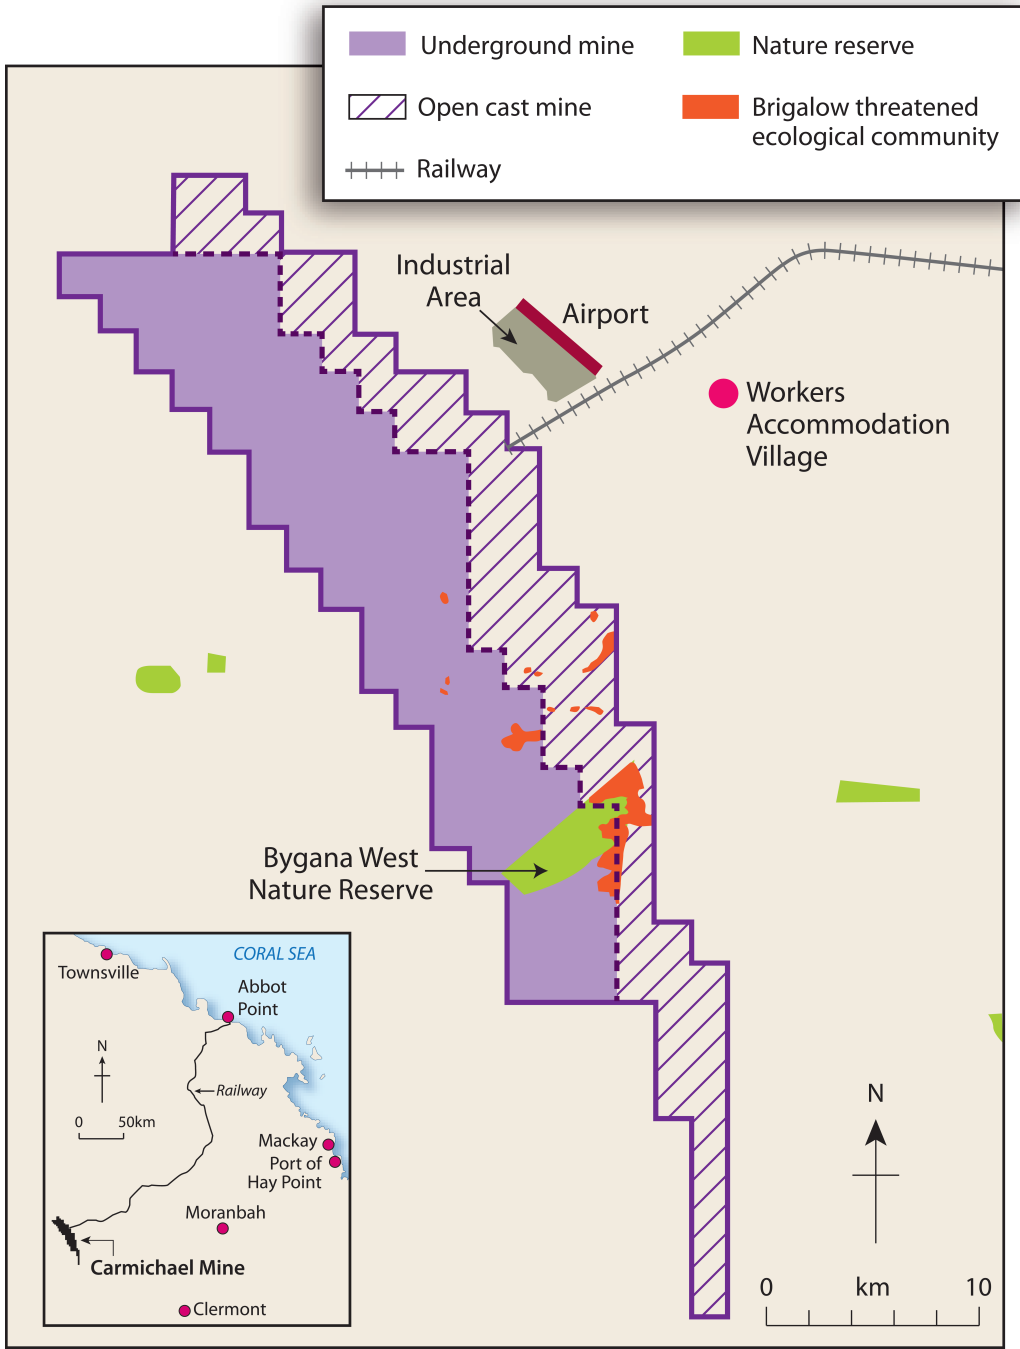 Underground mine
Nature reserve
Open cast mine
Brigalow threatened
ecological community
Railway
Industrial
Area
Airport
Workers
Accommodation
Village
Bygana West
Nature Reserve
CORAL SEA
Townsville
Abbot
Point
N
Railway
0 50km
Mackay
Port of
Hay Point
Moranbah
Carmichael Mine
Clermont
N
0 km 10